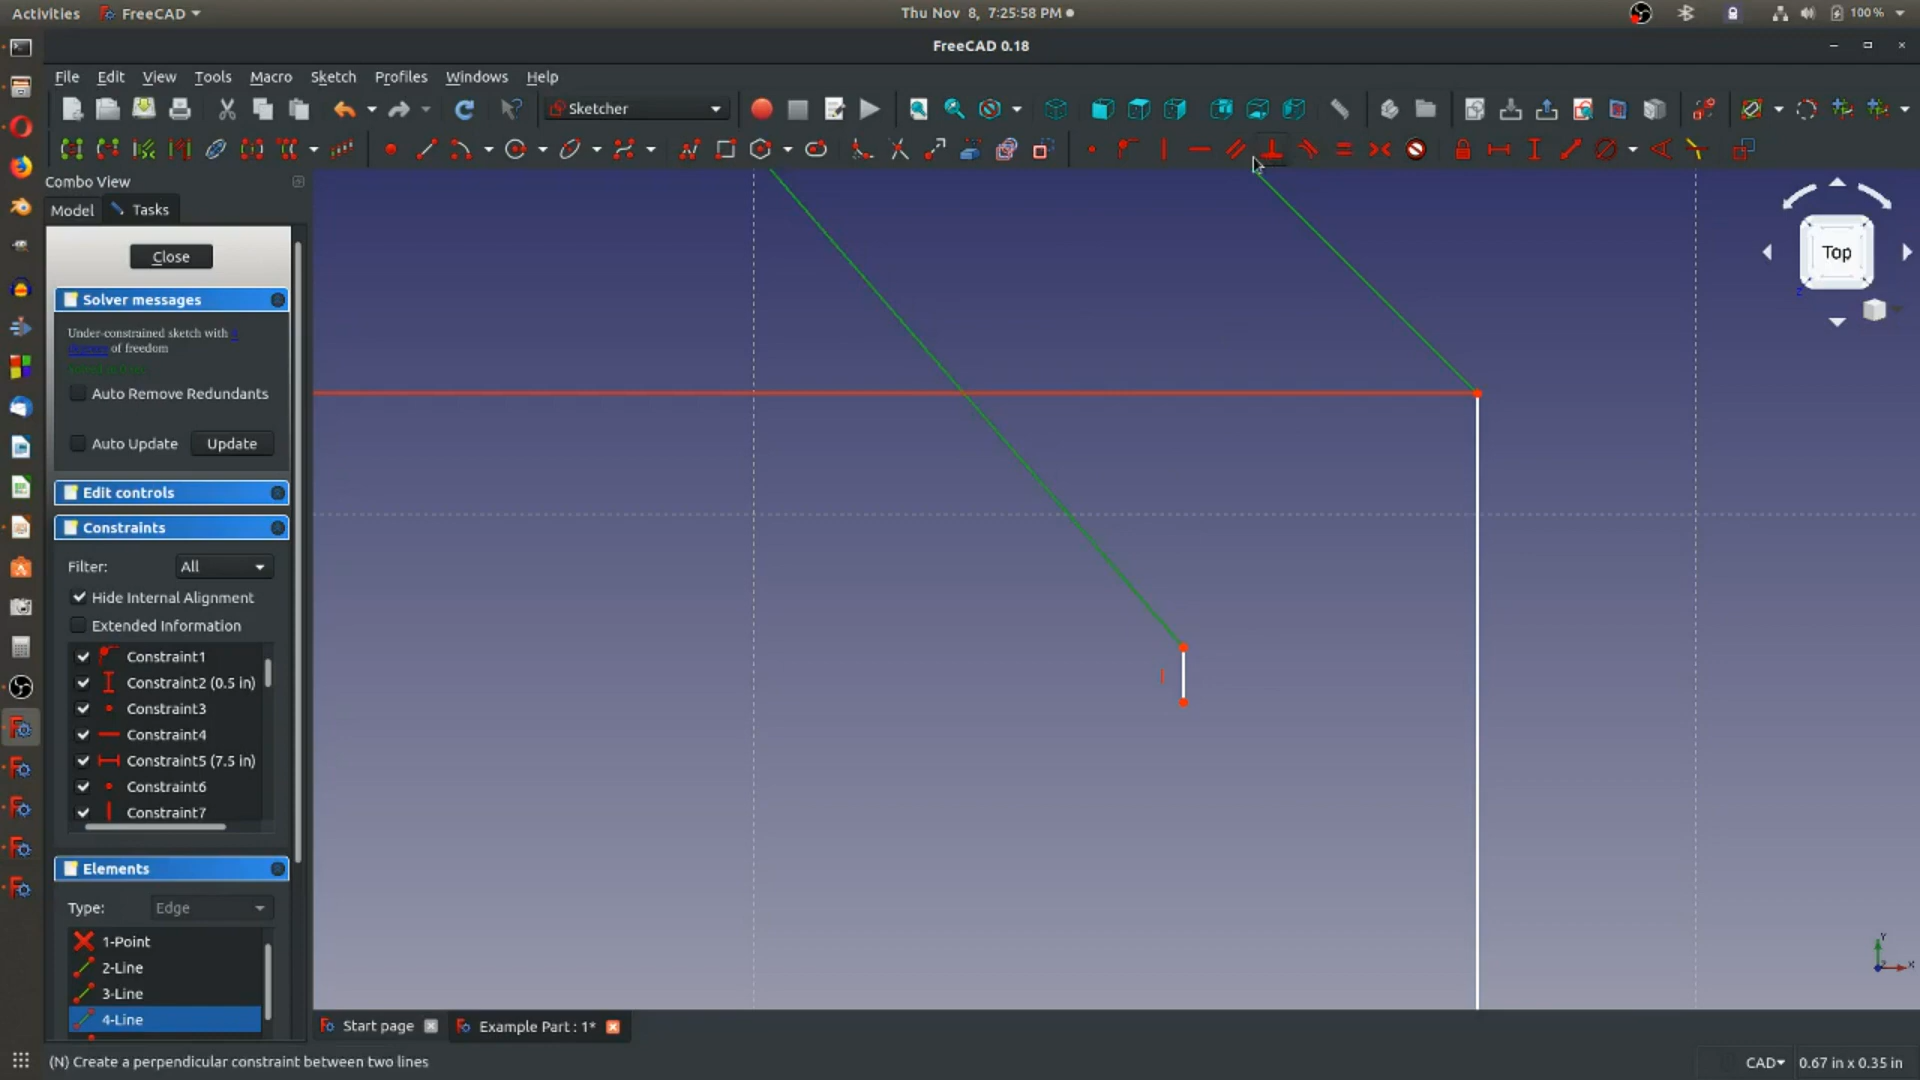 Activities
FreeCAD
Thu Nov 8, 7:25:58 PM
100%
FreeCAD 0.18
File Edit View Tools Macro Sketch Profiles Windows Help
Sketcher
Combo View
Model
Tasks
Close
Solver messages
Under-constrained sketch with
of freedom
Auto Remove Redundants
Auto Update
Update
Edit controls
Constraints
Filter:
All
Hide Internal Alignment
Extended Information
Constraint1
Constraint2 (0.5 in)
Constraint3
Constraint4
Constraint5 (7.5 in)
Constraint6
Constraint7
Elements
Type:
Edge
1-Point
2-Line
3-Line
4-Line
Top
Z
Y
X
Start page
Example Part : 1*
(N) Create a perpendicular constraint between two lines
CAD
0.67 in x 0.35 in